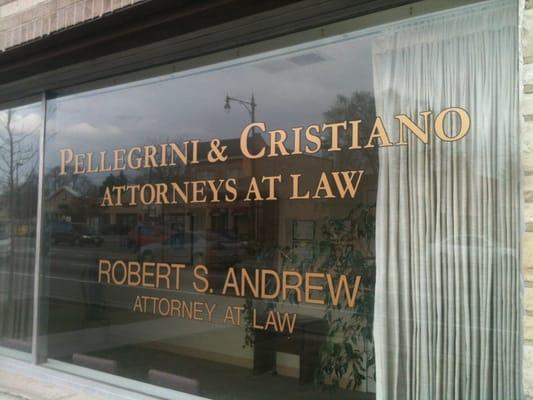 PELLEGRINI & CRISTIANO
ATTORNEYS AT LAW
ROBERT S. ANDREW
ATTORNEY AT LAW